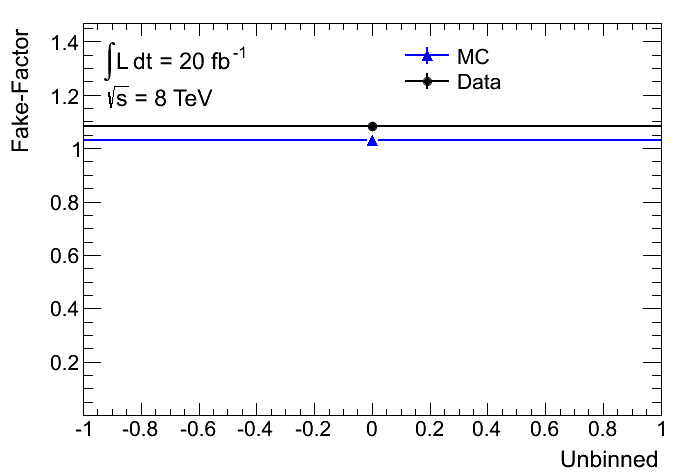 Fake-Factor
∫L dt = 20 fb⁻¹
√s = 8 TeV
MC
Data
1.4
1.2
1
0.8
0.6
0.4
0.2
-1 -0.8 -0.6 -0.4 -0.2 0 0.2 0.4 0.6 0.8 1
Unbinned